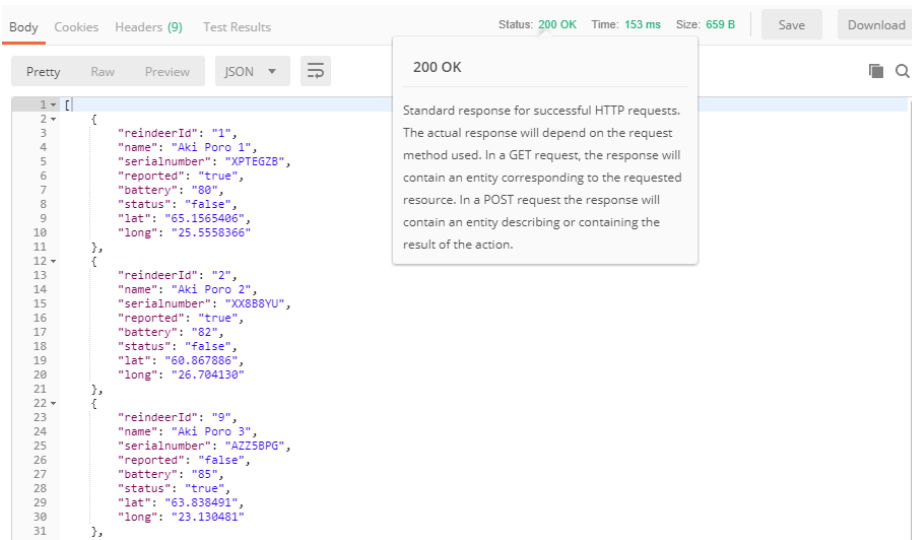 Body Cookies Headers (9) Test Results Status: 200 OK Time: 153 ms Size: 659 B Save Download
Pretty Raw Preview JSON
200 OK
Standard response for successful HTTP requests.
The actual response will depend on the request
method used. In a GET request, the response will
contain an entity corresponding to the requested
resource. In a POST request the response will
contain an entity describing or containing the
result of the action.
1 [
2 {
3 "reindeerId": "1",
4 "name": "Aki Poro 1",
5 "serialnumber": "XPTEGZB",
6 "reported": "true",
7 "battery": "80",
8 "status": "false",
9 "lat": "65.1565406",
10 "long": "25.5558366"
11 },
12 {
13 "reindeerId": "2",
14 "name": "Aki Poro 2",
15 "serialnumber": "XX8B8YU",
16 "reported": "true",
17 "battery": "82",
18 "status": "false",
19 "lat": "60.867886",
20 "long": "26.704130"
21 },
22 {
23 "reindeerId": "9",
24 "name": "Aki Poro 3",
25 "serialnumber": "AZZ5BPG",
26 "reported": "false",
27 "battery": "85",
28 "status": "true",
29 "lat": "63.838491",
30 "long": "23.130481"
31 },